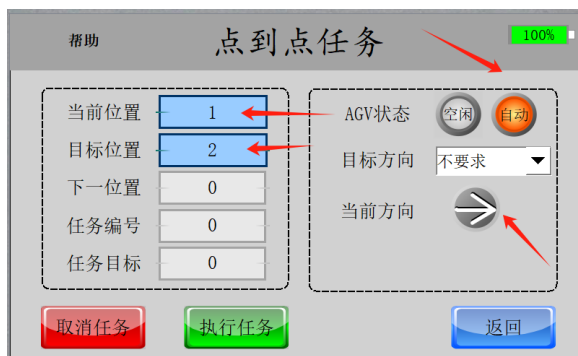 帮助
点到点任务
100%
当前位置 1
目标位置 2
下一位置 0
任务编号 0
任务目标 0
AGV状态 空闲 自动
目标方向 不要求
当前方向
取消任务
执行任务
返回